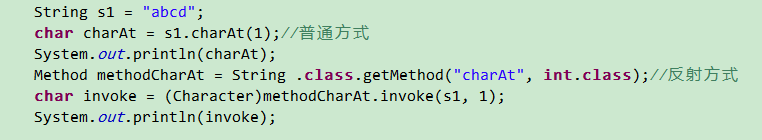 String s1 = "abcd";
char charAt = s1.charAt(1);//普通方式
System.out.println(charAt);
Method methodCharAt = String .class.getMethod("charAt", int.class);//反射方式
char invoke = (Character)methodCharAt.invoke(s1, 1);
System.out.println(invoke);